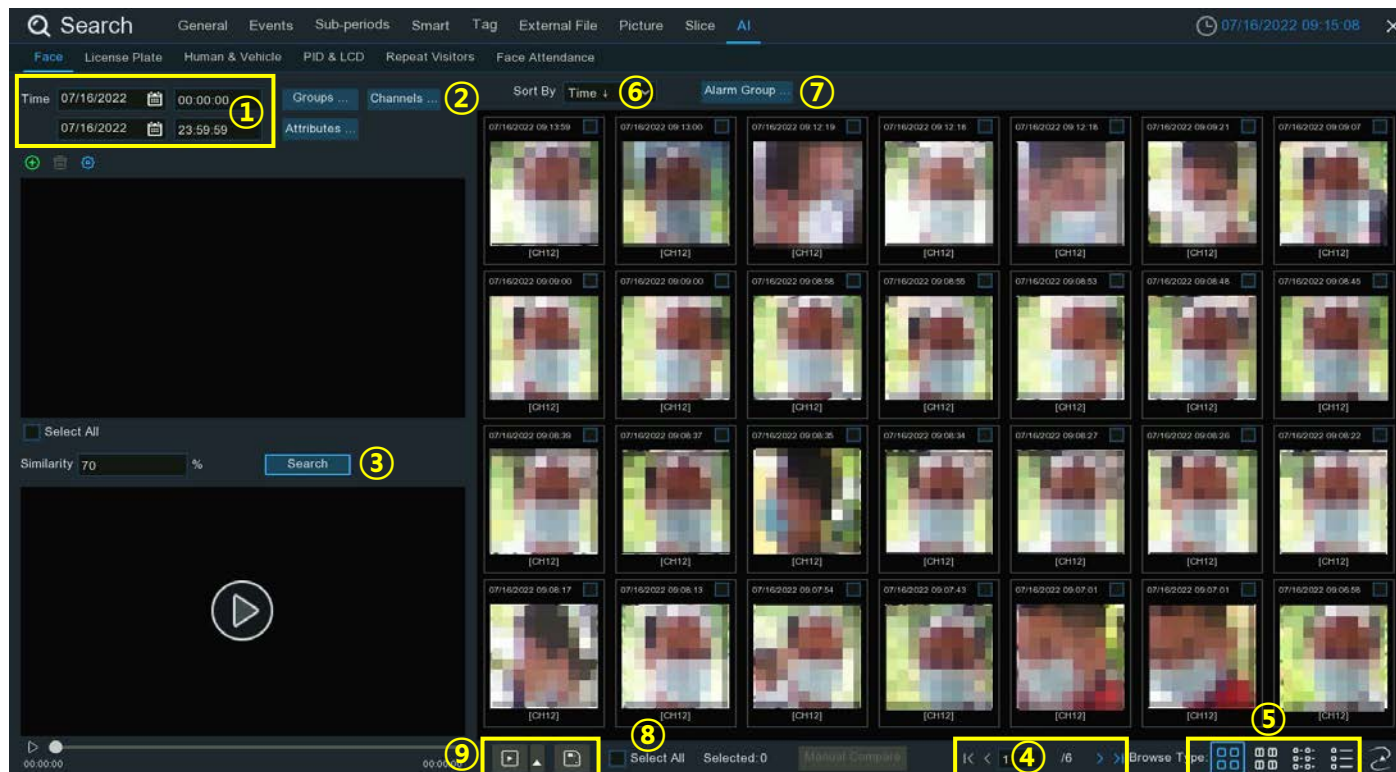 Search General Events Sub-periods Smart Tag External File Picture Slice AI 07/16/2022 09:15:08
Face License Plate Human & Vehicle PID & LCD Repeat Visitors Face Attendance
Time 07/16/2022 00:00:00 ① Groups ... Channels ... ② Sort By Time ↓ ⑥ Alarm Group ... ⑦
07/16/2022 23:59:59 Attributes ...
07/16/2022 09:13:59 07/16/2022 09:13:00 07/16/2022 09:12:19 07/16/2022 09:12:18 07/16/2022 09:12:18 07/16/2022 09:09:21 07/16/2022 09:09:07
[CH12] [CH12] [CH12] [CH12] [CH12] [CH12] [CH12]
07/16/2022 09:09:00 07/16/2022 09:09:00 07/16/2022 09:08:58 07/16/2022 09:08:55 07/16/2022 09:08:53 07/16/2022 09:08:48 07/16/2022 09:08:45
[CH12] [CH12] [CH12] [CH12] [CH12] [CH12] [CH12]
Select All
07/16/2022 09:08:39 07/16/2022 09:08:37 07/16/2022 09:08:35 07/16/2022 09:08:34 07/16/2022 09:08:27 07/16/2022 09:08:26 07/16/2022 09:08:22
Similarity 70 % Search ③
[CH12] [CH12] [CH12] [CH12] [CH12] [CH12] [CH12]
07/16/2022 09:08:17 07/16/2022 09:08:13 07/16/2022 09:07:54 07/16/2022 09:07:43 07/16/2022 09:07:01 07/16/2022 09:07:01 07/16/2022 09:06:56
[CH12] [CH12] [CH12] [CH12] [CH12] [CH12] [CH12]
⑧ ⑤
⑨ Select All Selected:0 Manual Compare 1 ④ /6 Browse Type:
00:00:00 00:00:00